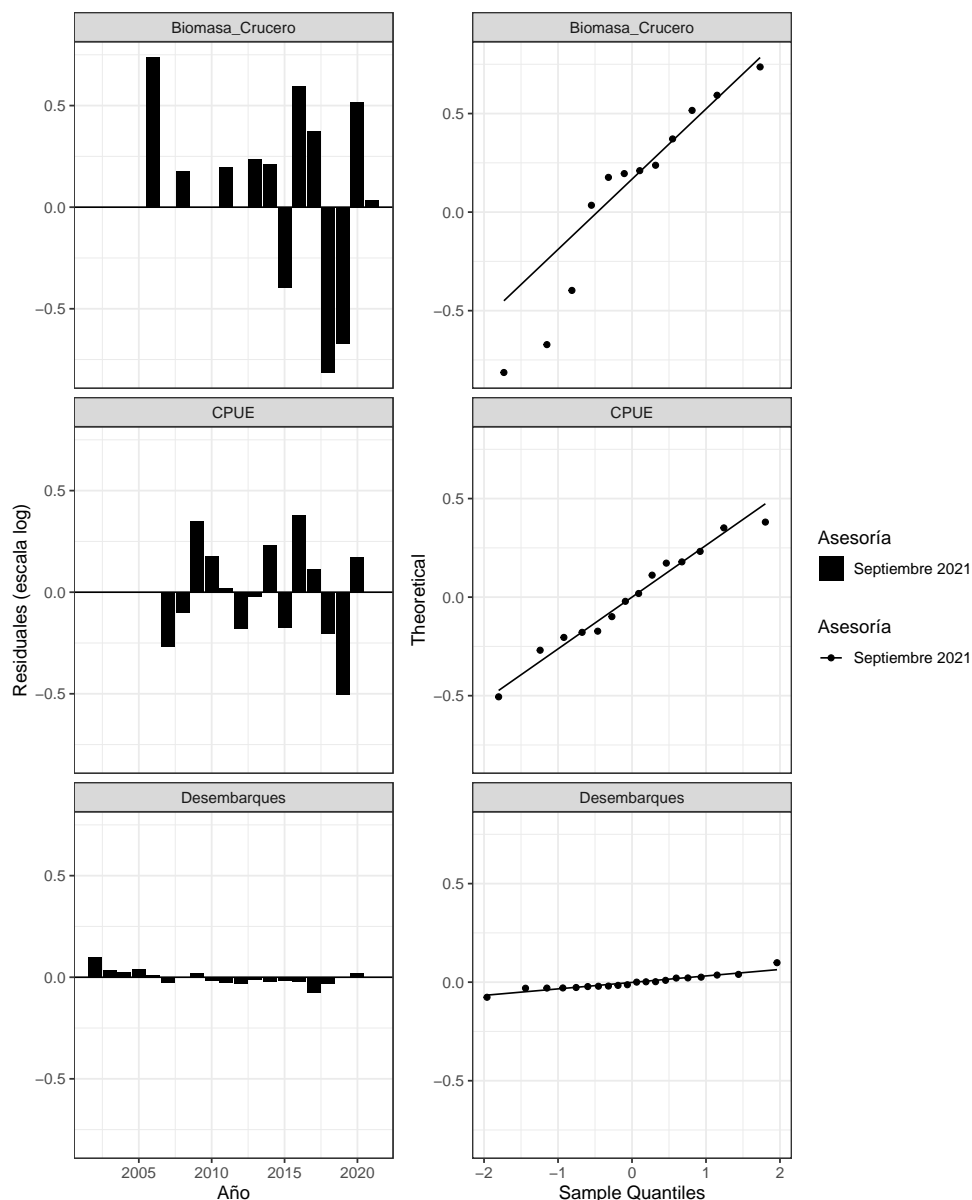 Biomasa_Crucero
0.5
0.0
−0.5
Biomasa_Crucero
0.5
0.0
−0.5
CPUE
0.5
0.0
−0.5
CPUE
0.5
0.0
−0.5
Desembarques
0.5
0.0
−0.5
2005 2010 2015 2020
Desembarques
0.5
0.0
−0.5
−2 −1 0 1 2
Residuales (escala log)
Año
Theoretical
Sample Quantiles
Asesoría
Septiembre 2021
Asesoría
Septiembre 2021